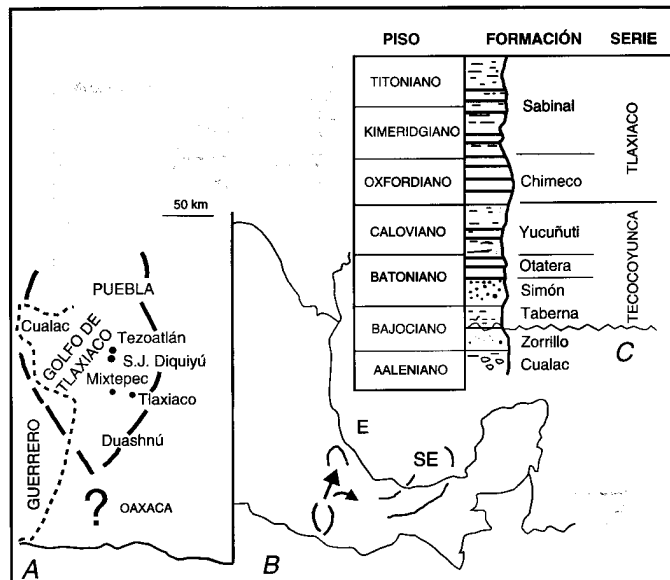 PISO FORMACIÓN SERIE
TITONIANO
Sabinal
KIMERIDGIANO
TLAXIACO
OXFORDIANO Chimeco
CALOVIANO Yucuñuti
BATONIANO Otatera
Simón
TECOCOYUNCA
Taberna
BAJOCIANO
Zorrillo
AALENIANO Cualac
C
50 km
PUEBLA
Cualac
GOLFO DE
TLAXIACO
Tezoatlán
S.J. Diquiyú
Mixtepec
Tlaxiaco
Duashnú
GUERRERO
? OAXACA
A
E
SE
B